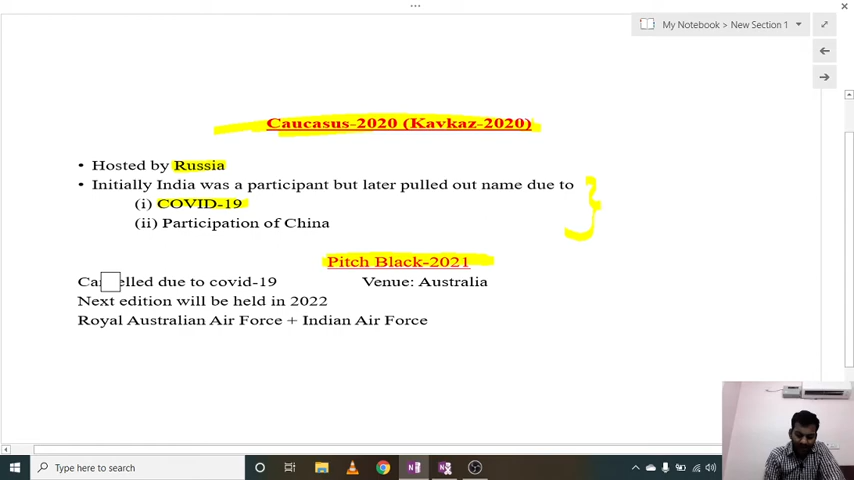 My Notebook > New Section 1
Caucasus-2020 (Kavkaz-2020)
• Hosted by Russia
• Initially India was a participant but later pulled out name due to
(i) COVID-19
(ii) Participation of China
Pitch Black-2021
elled due to covid-19 Venue: Australia
Next edition will be held in 2022
Royal Australian Air Force + Indian Air Force
Type here to search